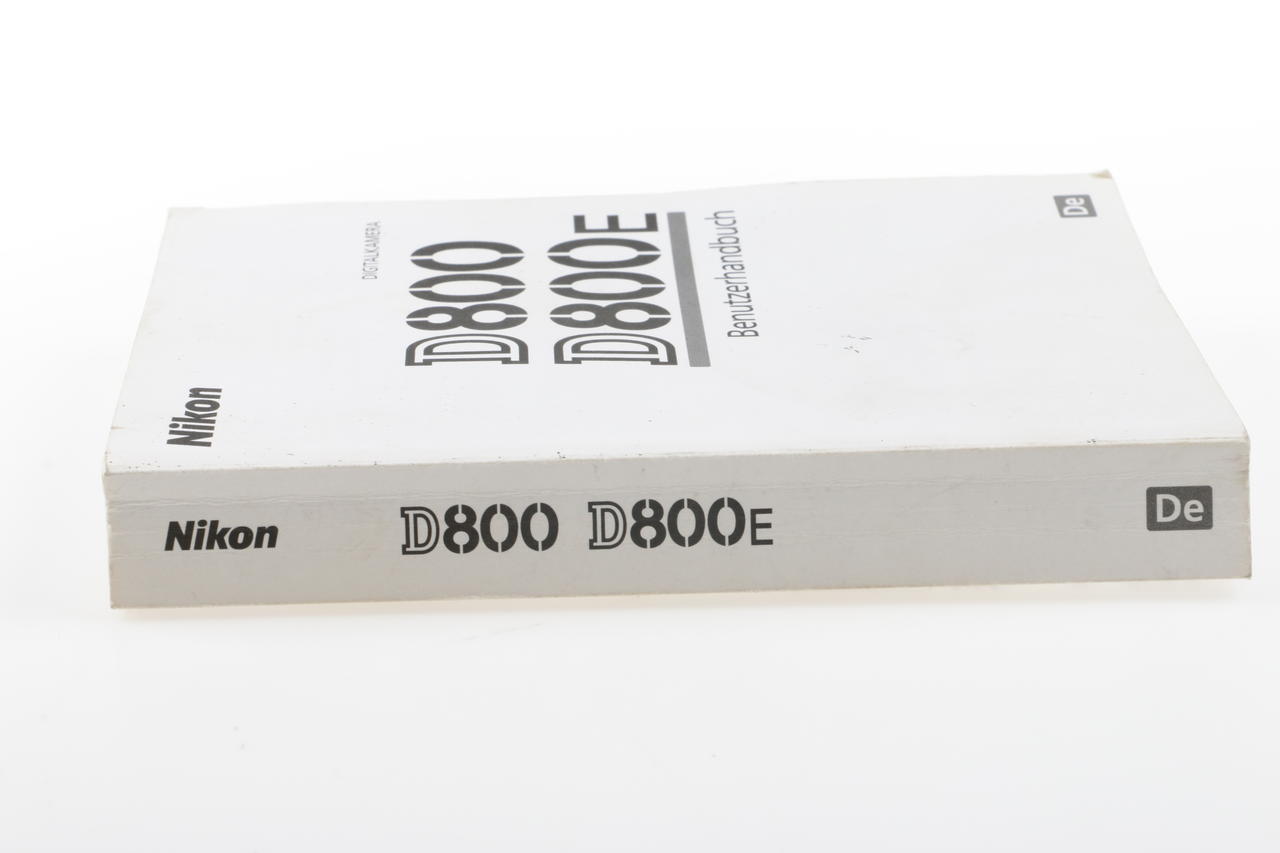 Nikon
DIGITALKAMERA
D800
D800E
Benutzerhandbuch
De
Nikon D800 D800E De